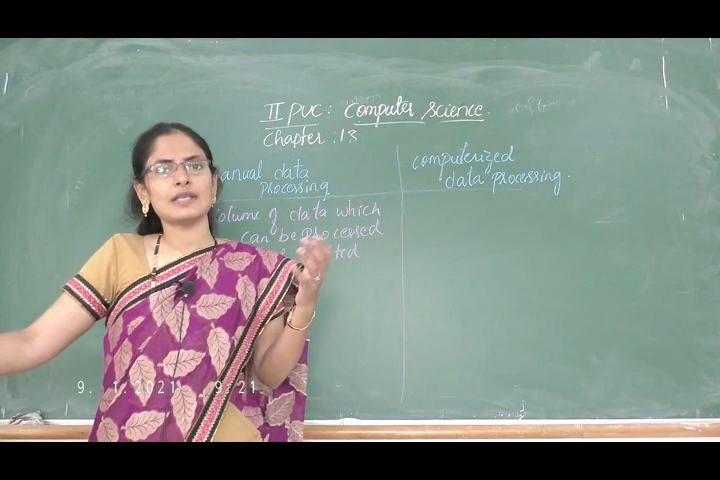 II PUC: Computer science.
Chapter: 13
anual data
processing
computerized
data processing.
olume of data which
can be processed
ted
9. 1.2021 9:21